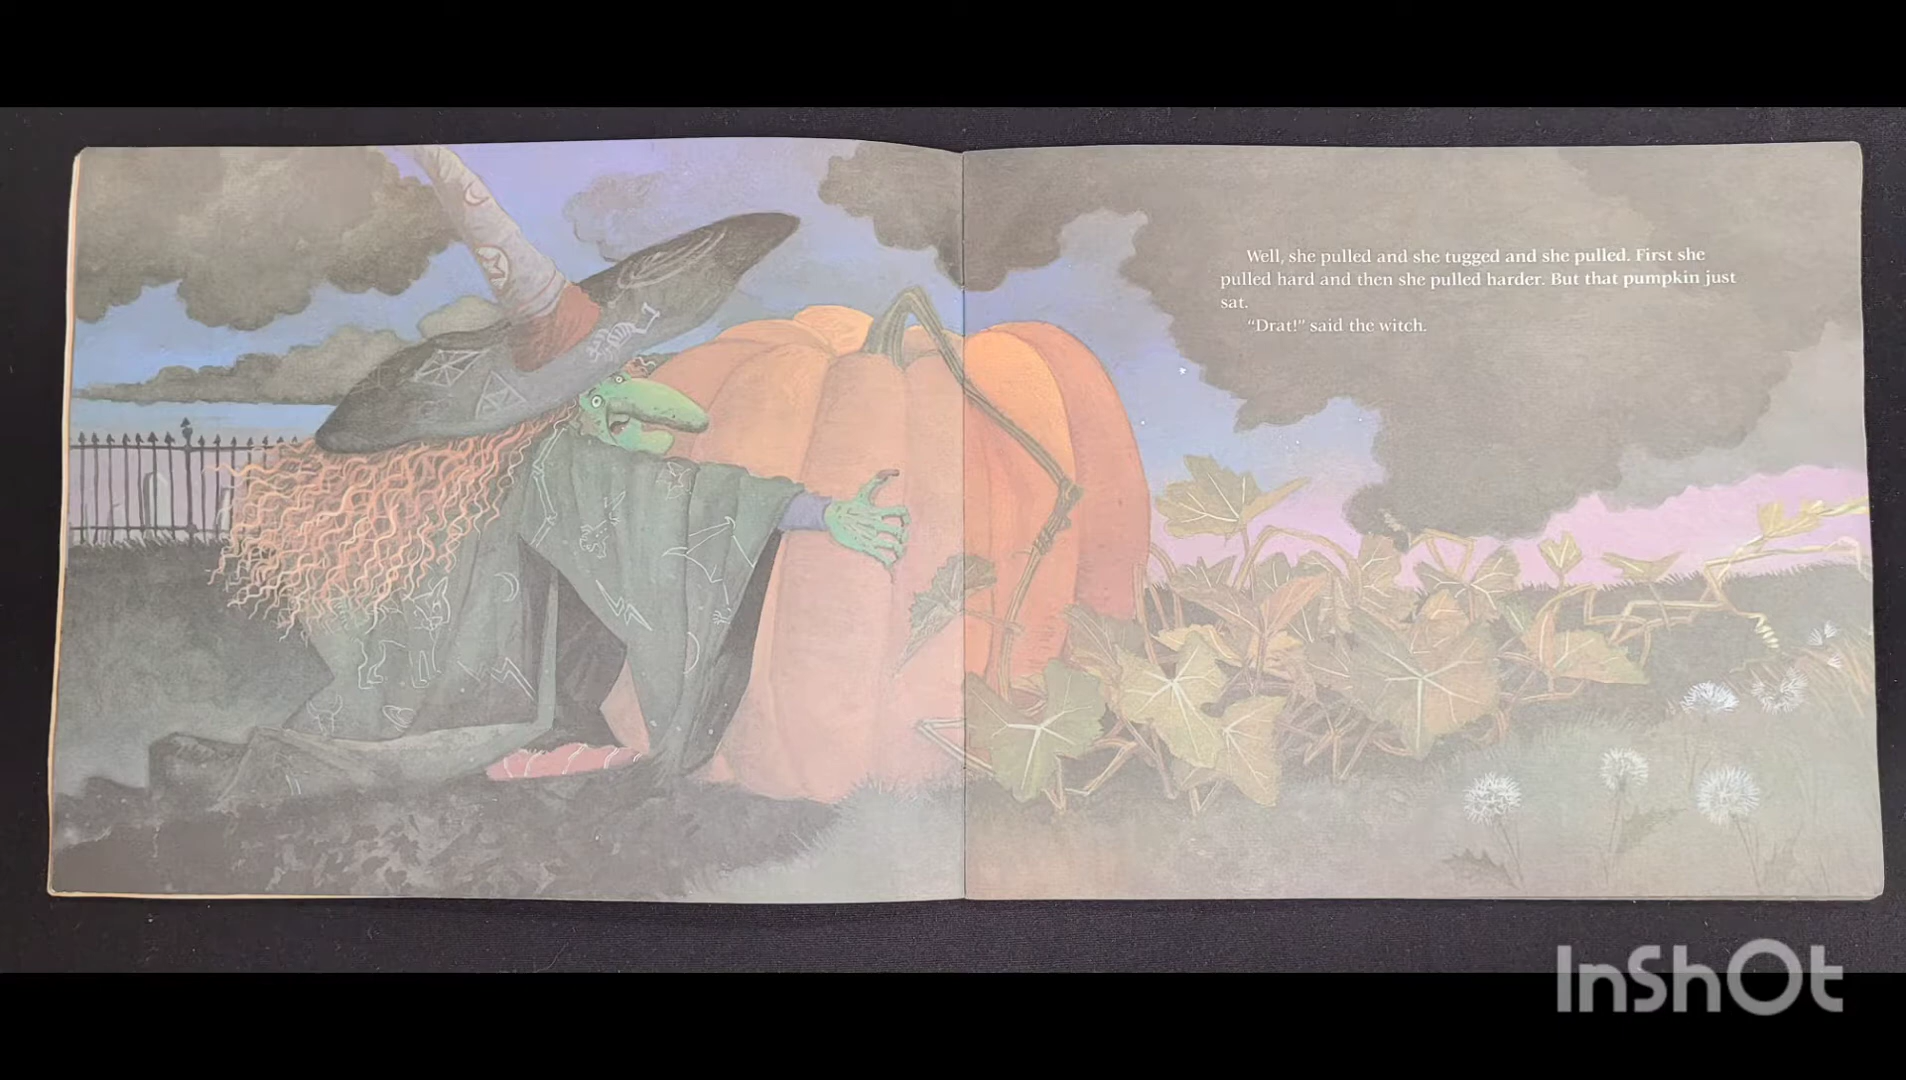 Well, she pulled and she tugged and she pulled. First she
pulled hard and then she pulled harder. But that pumpkin just
sat.
“Drat!” said the witch.
InShOt